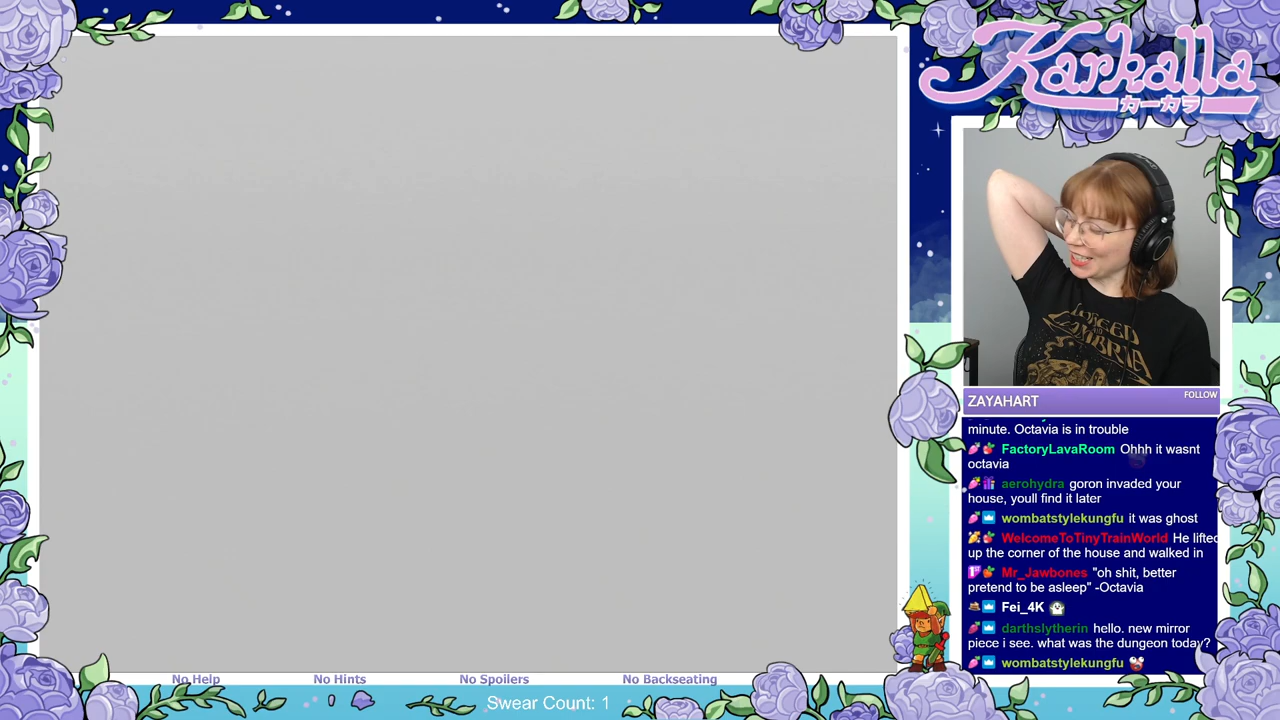 Karkalla
カーカラ
COHEED
AND
CAMBRIA
ZAYAHART
FOLLOW
minute. Octavia is in trouble
FactoryLavaRoom Ohhh it wasnt
octavia
aerohydra goron invaded your
house, youll find it later
wombatstylekungfu it was ghost
WelcomeToTinyTrainWorld He lifted
up the corner of the house and walked in
Mr_Jawbones "oh shit, better
pretend to be asleep" -Octavia
Fei_4K
darthslytherin hello. new mirror
piece i see. what was the dungeon today?
wombatstylekungfu
No Help
No Hints
No Spoilers
No Backseating
Swear Count: 1